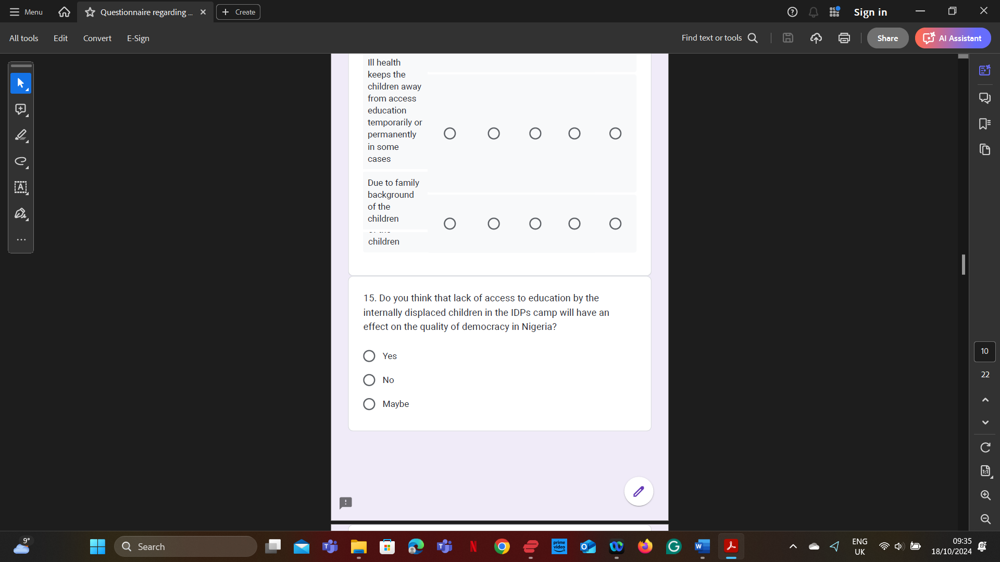 Menu
Questionnaire regarding ...
Create
Sign in
All tools
Edit
Convert
E-Sign
Find text or tools
Share
AI Assistant
Ill health
keeps the
children away
from access
education
temporarily or
permanently
in some
cases
Due to family
background
of the
children
children
15. Do you think that lack of access to education by the
internally displaced children in the IDPs camp will have an
effect on the quality of democracy in Nigeria?
Yes
No
Maybe
10
22
9°
Search
prime video
ENG
UK
09:35
18/10/2024